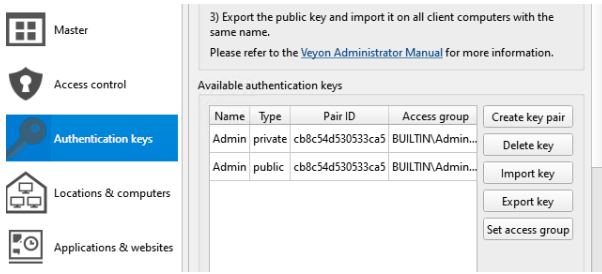 Master
Access control
Authentication keys
Locations & computers
Applications & websites
3) Export the public key and import it on all client computers with the
same name.
Please refer to the Veyon Administrator Manual for more information.
Available authentication keys
Name Type Pair ID Access group
Admin private cb8c54d530533ca5 BUILTIN\Admin...
Admin public cb8c54d530533ca5 BUILTIN\Admin...
Create key pair
Delete key
Import key
Export key
Set access group